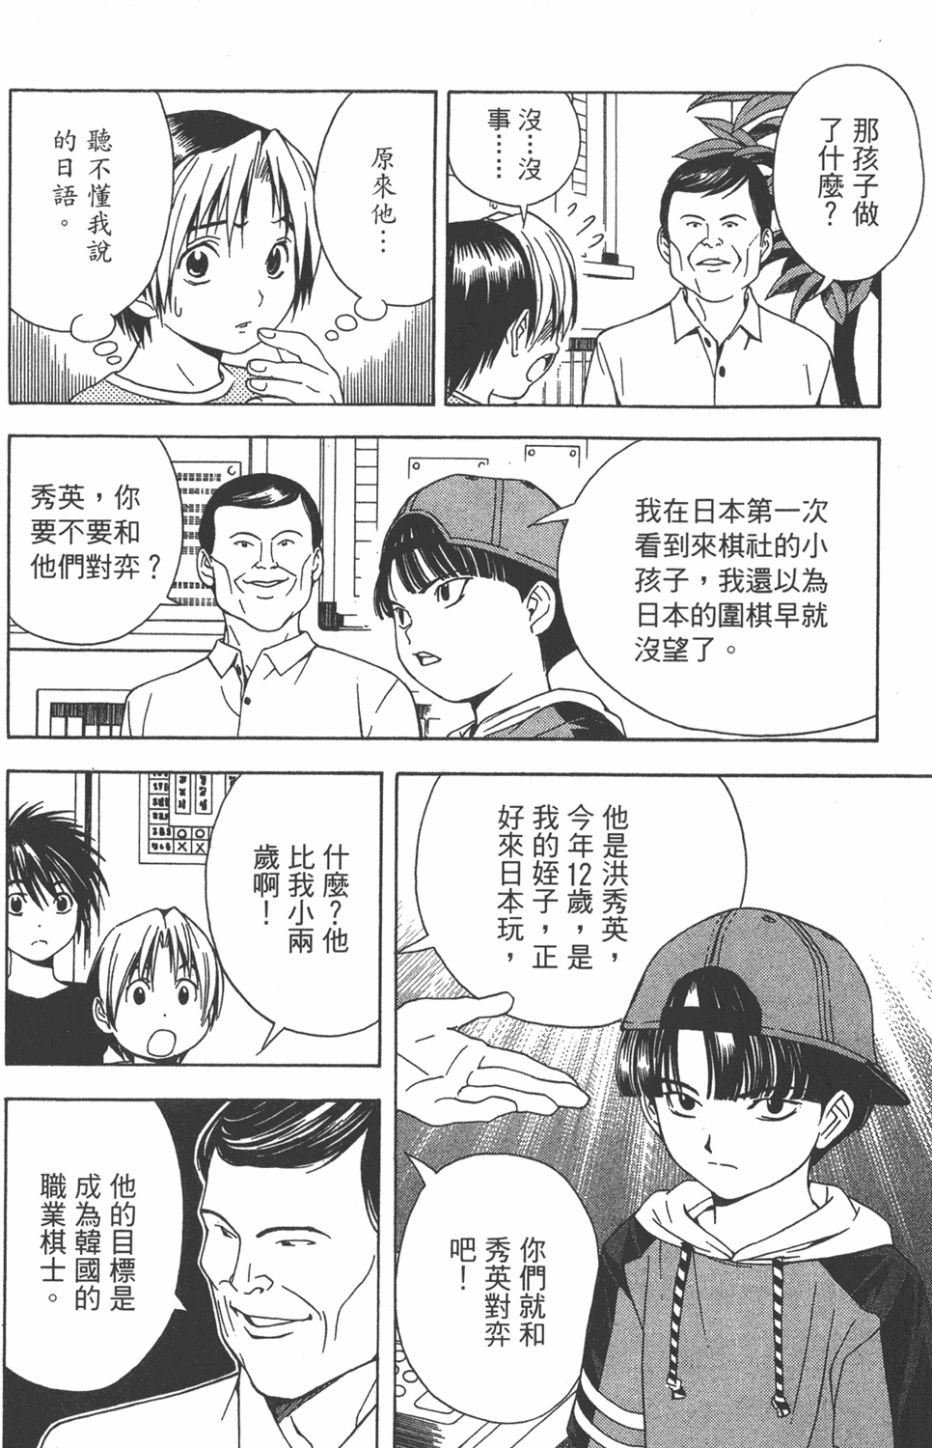 那孩子做
了什麼？
沒…沒
事……
原來他…
聽不懂我說
的日語。
我在日本第一次
看到來棋社的小
孩子，我還以為
日本的圍棋早就
沒望了。
秀英，你
要不要和
他們對弈？
他是洪秀英，
今年12歲，是
我的姪子，正
好來日本玩，
你們就和
秀英對弈
吧！
什麼？他
比我小兩
歲啊！
他的目標是
成為韓國的
職業棋士。